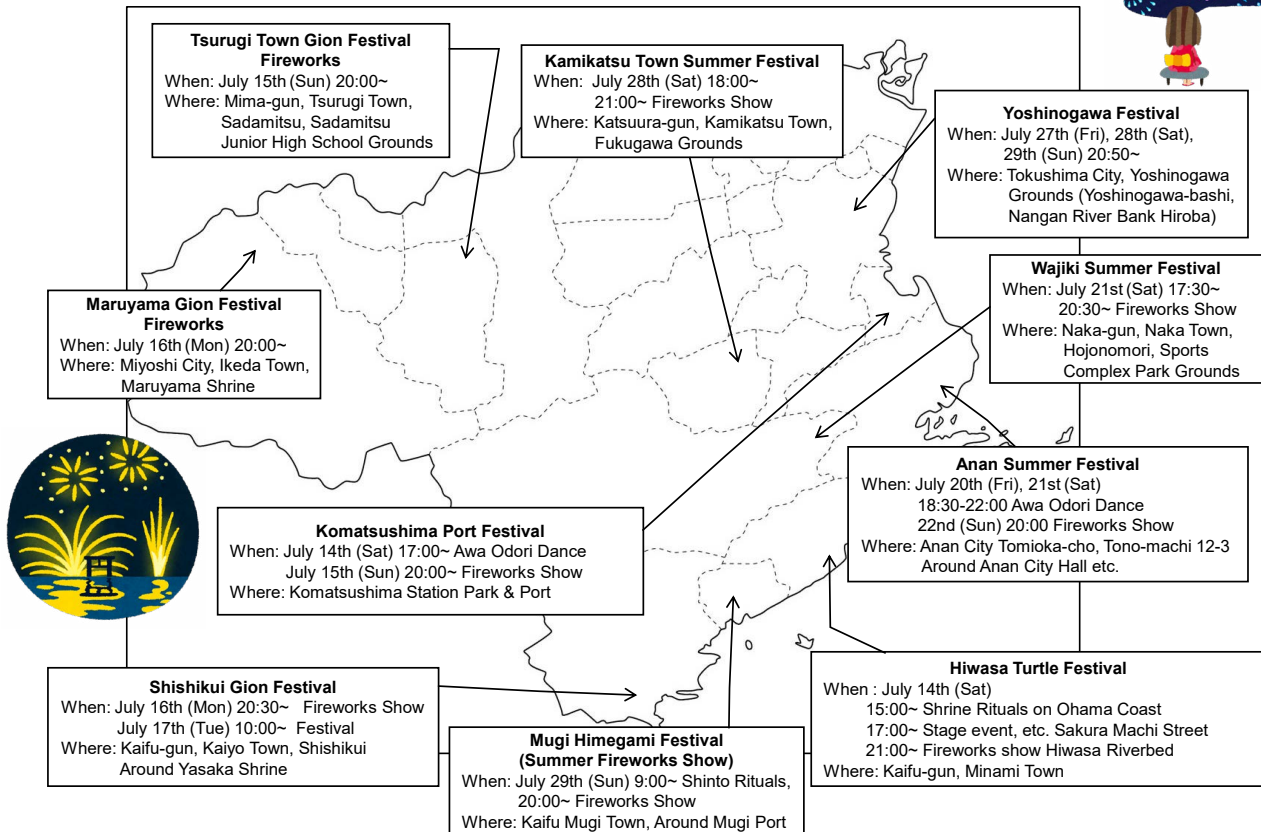 Tsurugi Town Gion Festival
Fireworks
When: July 15th (Sun) 20:00~
Where: Mima-gun, Tsurugi Town,
Sadamitsu, Sadamitsu
Junior High School Grounds
Kamikatsu Town Summer Festival
When: July 28th (Sat) 18:00~
21:00~ Fireworks Show
Where: Katsuura-gun, Kamikatsu Town,
Fukugawa Grounds
Yoshinogawa Festival
When: July 27th (Fri), 28th (Sat),
29th (Sun) 20:50~
Where: Tokushima City, Yoshinogawa
Grounds (Yoshinogawa-bashi,
Nangan River Bank Hiroba)
Wajiki Summer Festival
When: July 21st (Sat) 17:30~
20:30~ Fireworks Show
Where: Naka-gun, Naka Town,
Hojonomori, Sports
Complex Park Grounds
Maruyama Gion Festival
Fireworks
When: July 16th (Mon) 20:00~
Where: Miyoshi City, Ikeda Town,
Maruyama Shrine
Anan Summer Festival
When: July 20th (Fri), 21st (Sat)
18:30-22:00 Awa Odori Dance
22nd (Sun) 20:00 Fireworks Show
Where: Anan City Tomioka-cho, Tono-machi 12-3
Around Anan City Hall etc.
Komatsushima Port Festival
When: July 14th (Sat) 17:00~ Awa Odori Dance
July 15th (Sun) 20:00~ Fireworks Show
Where: Komatsushima Station Park & Port
Shishikui Gion Festival
When: July 16th (Mon) 20:30~ Fireworks Show
July 17th (Tue) 10:00~ Festival
Where: Kaifu-gun, Kaiyo Town, Shishikui
Around Yasaka Shrine
Mugi Himegami Festival
(Summer Fireworks Show)
When: July 29th (Sun) 9:00~ Shinto Rituals,
20:00~ Fireworks Show
Where: Kaifu Mugi Town, Around Mugi Port
Hiwasa Turtle Festival
When : July 14th (Sat)
15:00~ Shrine Rituals on Ohama Coast
17:00~ Stage event, etc. Sakura Machi Street
21:00~ Fireworks show Hiwasa Riverbed
Where: Kaifu-gun, Minami Town